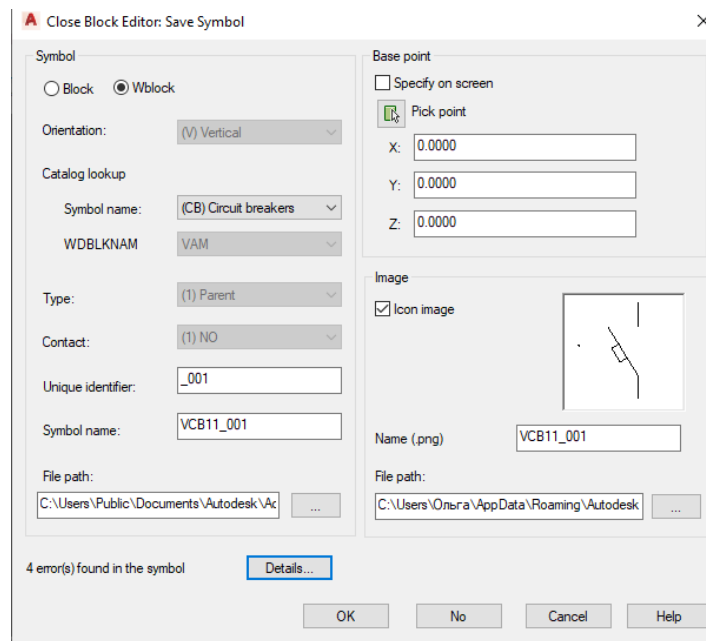 Close Block Editor: Save Symbol
Symbol
Block
Wblock
Orientation:
(V) Vertical
Catalog lookup
Symbol name:
(CB) Circuit breakers
WDBLKNAM
VAM
Type:
(1) Parent
Contact:
(1) NO
Unique identifier:
_001
Symbol name:
VCB11_001
File path:
C:\Users\Public\Documents\Autodesk\Ac
...
Base point
Specify on screen
Pick point
X:
0.0000
Y:
0.0000
Z:
0.0000
Image
Icon image
Name (.png)
VCB11_001
File path:
C:\Users\Ольга\AppData\Roaming\Autodesk
...
4 error(s) found in the symbol
Details...
OK
No
Cancel
Help